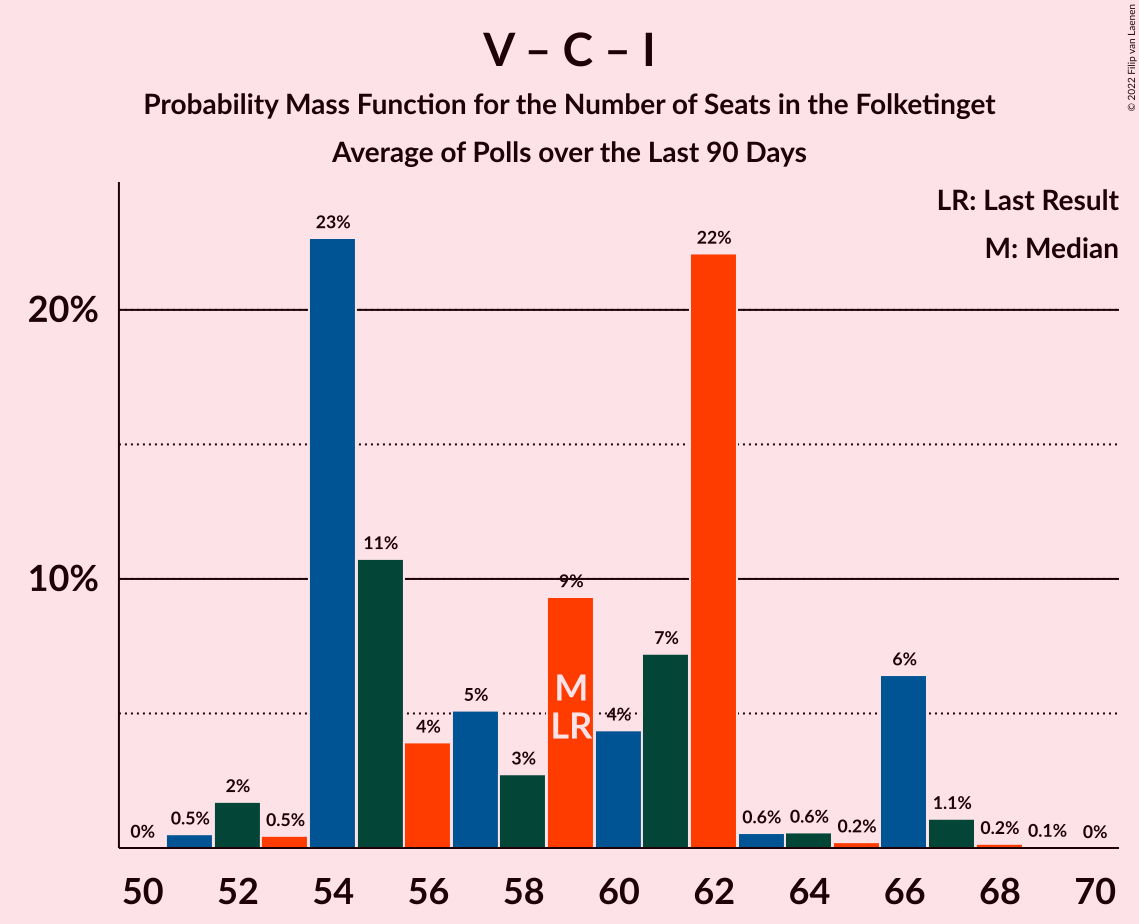 V – C – I
Probability Mass Function for the Number of Seats in the Folketinget
Average of Polls over the Last 90 Days
© 2022 Filip van Laenen
LR: Last Result
M: Median
20%
10%
0%
0.5%
2%
0.5%
23%
11%
4%
5%
3%
9%
4%
7%
22%
0.6%
0.6%
0.2%
6%
1.1%
0.2%
0.1%
0%
M
LR
50 52 54 56 58 60 62 64 66 68 70